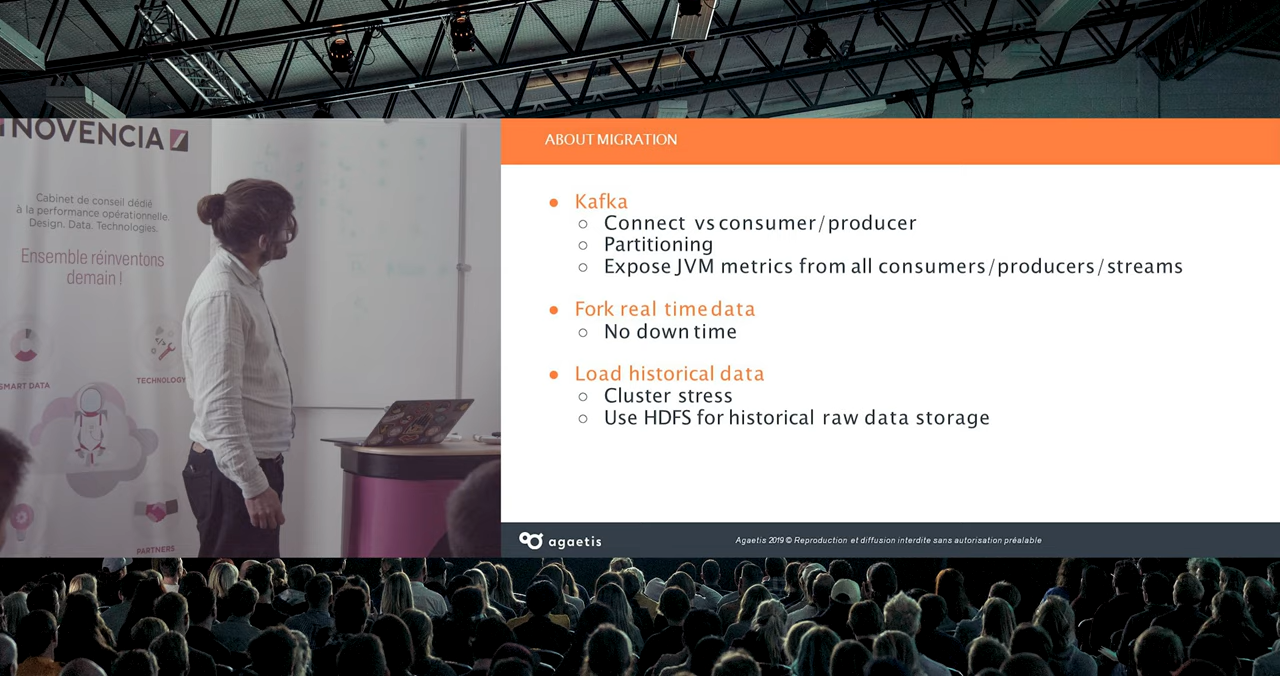 NOVENCIA
Cabinet de conseil dédié
à la performance opérationnelle.
Design. Data. Technologies.
Ensemble réinventons
demain !
SMART DATA
TECHNOLOGY
PARTNERS
ABOUT MIGRATION
● Kafka
○ Connect vs consumer/producer
○ Partitioning
○ Expose JVM metrics from all consumers/producers/streams
● Fork real time data
○ No down time
● Load historical data
○ Cluster stress
○ Use HDFS for historical raw data storage
agaetis
Agaetis 2019 © Reproduction et diffusion interdite sans autorisation préalable